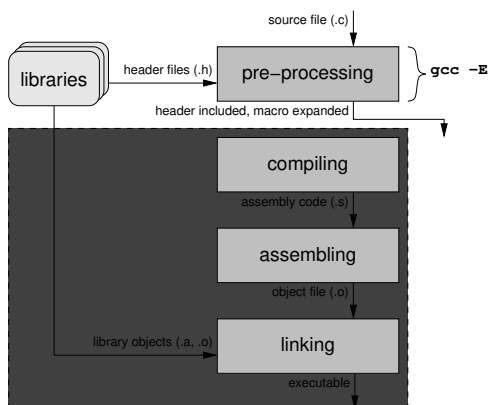 source file (.c)
libraries
header files (.h)
pre−processing
gcc −E
header included, macro expanded
compiling
assembly code (.s)
assembling
object file (.o)
library objects (.a, .o)
linking
executable